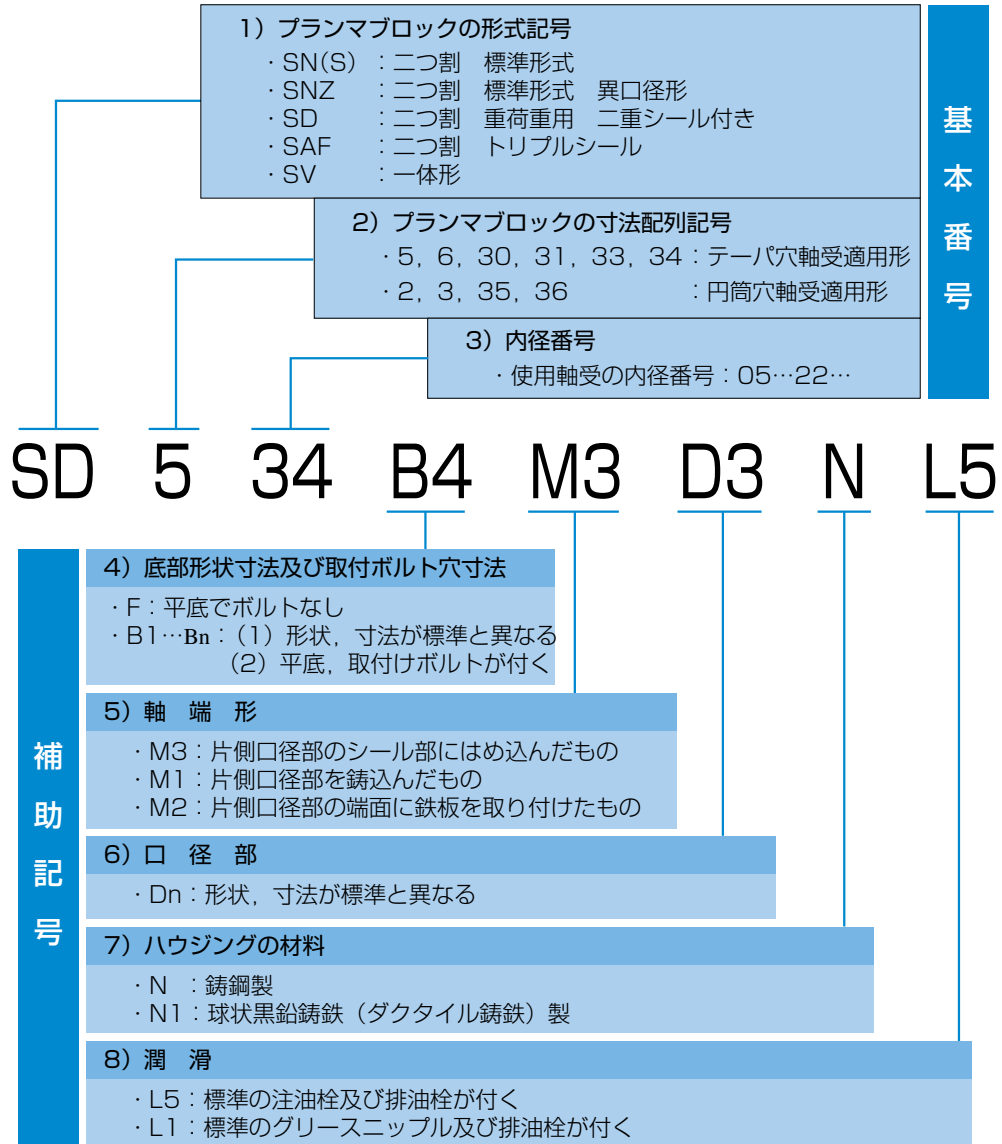 1）プランマブロックの形式記号
・SN（S）：二つ割　標準形式
・SNZ　：二つ割　標準形式　異口径形
・SD　：二つ割　重荷重用　二重シール付き
・SAF　：二つ割　トリプルシール
・SV　：一体形
2）プランマブロックの寸法配列記号
・5，6，30，31，33，34：テーパ穴軸受適用形
・2，3，35，36　：円筒穴軸受適用形
3）内径番号
・使用軸受の内径番号：05…22…
基本番号
SD 5 34 B4 M3 D3 N L5
補助記号
4）底部形状寸法及び取付ボルト穴寸法
・F：平底でボルトなし
・B1…Bn：（1）形状，寸法が標準と異なる
（2）平底，取付けボルトが付く
5）軸　端　形
・M3：片側口径部のシール部にはめ込んだもの
・M1：片側口径部を鋳込んだもの
・M2：片側口径部の端面に鉄板を取り付けたもの
6）口　径　部
・Dn：形状，寸法が標準と異なる
7）ハウジングの材料
・N　：鋳鋼製
・N1：球状黒鉛鋳鉄（ダクタイル鋳鉄）製
8）潤　滑
・L5：標準の注油栓及び排油栓が付く
・L1：標準のグリースニップル及び排油栓が付く